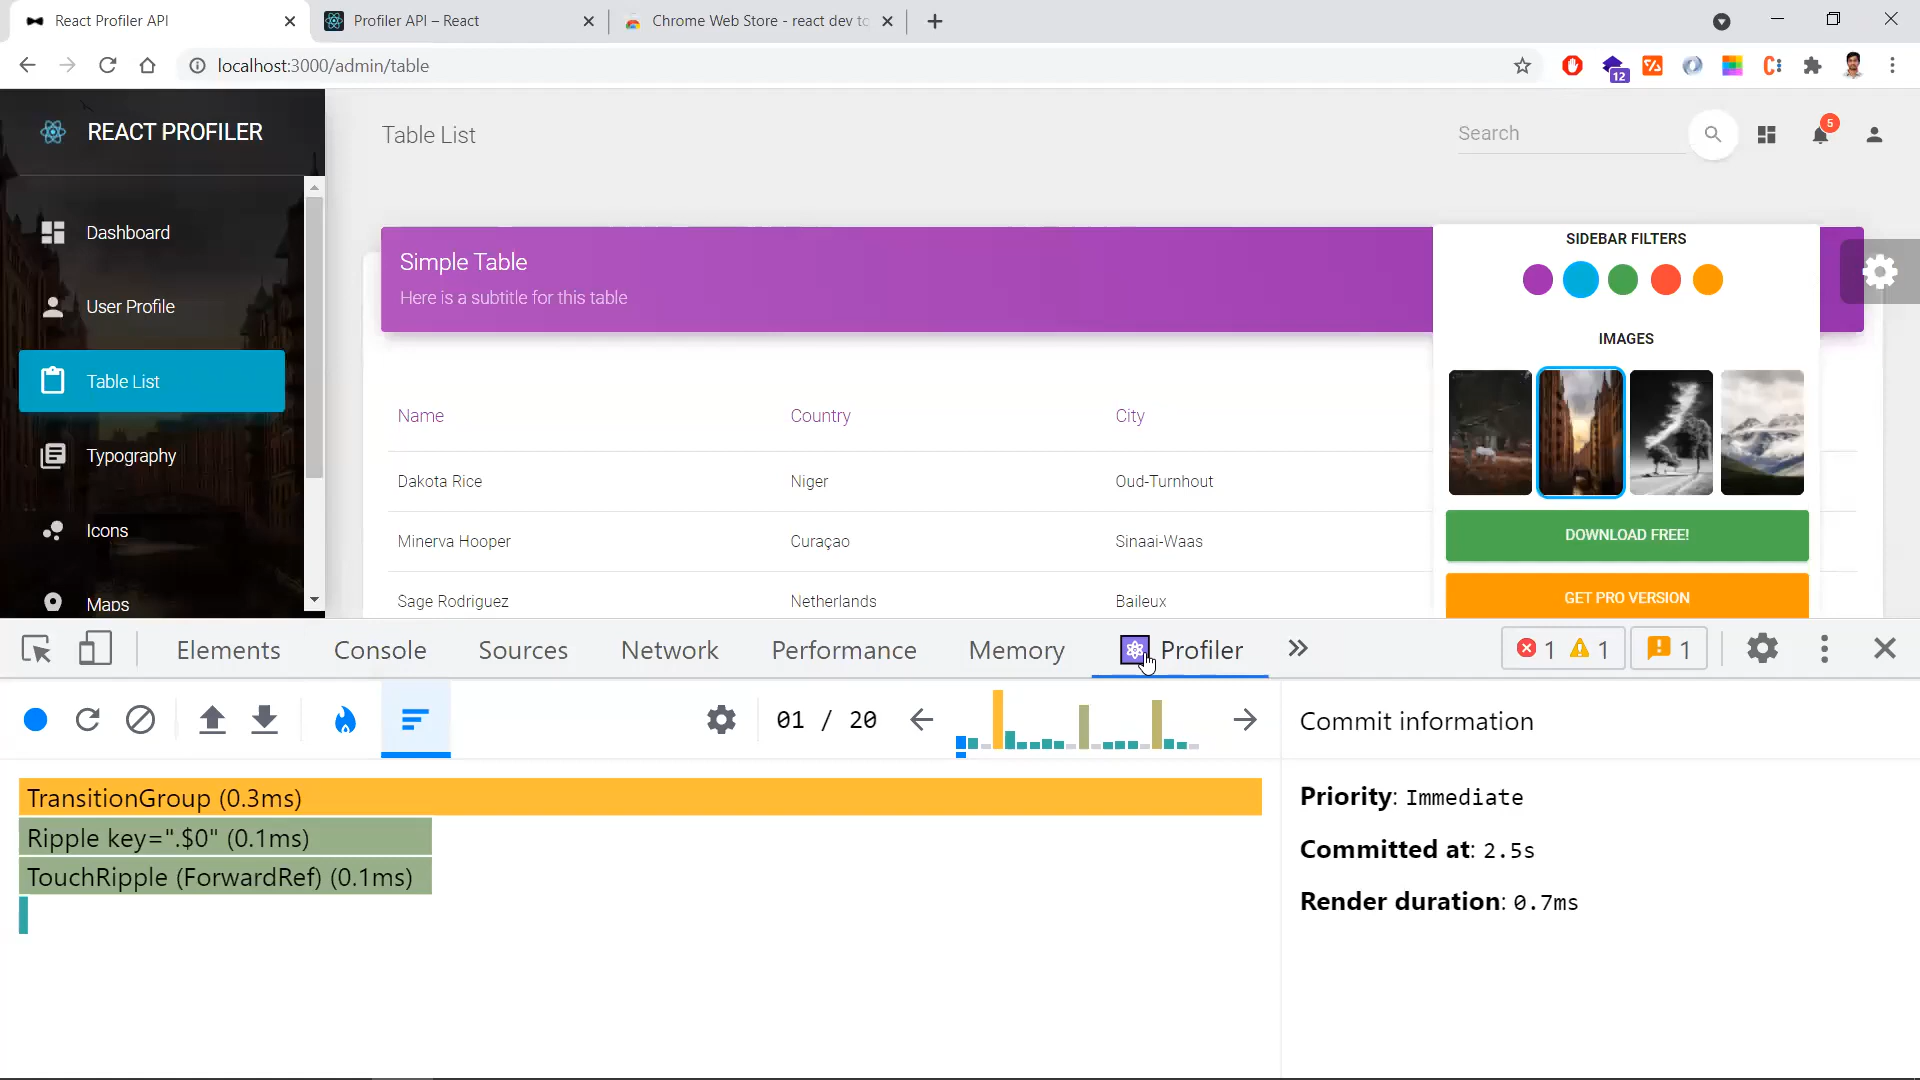 React Profiler API
Profiler API – React
Chrome Web Store - react dev to
localhost:3000/admin/table
12
REACT PROFILER
Table List
Search
5
Dashboard
User Profile
Table List
Typography
Icons
Maps
Simple Table
Here is a subtitle for this table
Name Country City
Dakota Rice Niger Oud-Turnhout
Minerva Hooper Curaçao Sinaai-Waas
Sage Rodriguez Netherlands Baileux
SIDEBAR FILTERS
IMAGES
DOWNLOAD FREE!
GET PRO VERSION
Elements Console Sources Network Performance Memory Profiler 1 1 1
01 / 20
Commit information
TransitionGroup (0.3ms)
Ripple key=".$0" (0.1ms)
TouchRipple (ForwardRef) (0.1ms)
Priority: Immediate
Committed at: 2.5s
Render duration: 0.7ms